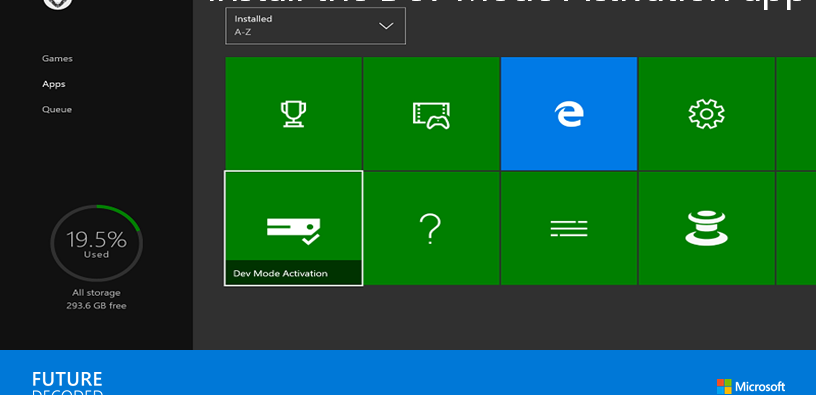 Install the Dev Mode Activation app
Installed
A-Z
Games
Apps
Queue
19.5%
Used
All storage
293.6 GB free
Dev Mode Activation
FUTURE
DECODED
Microsoft